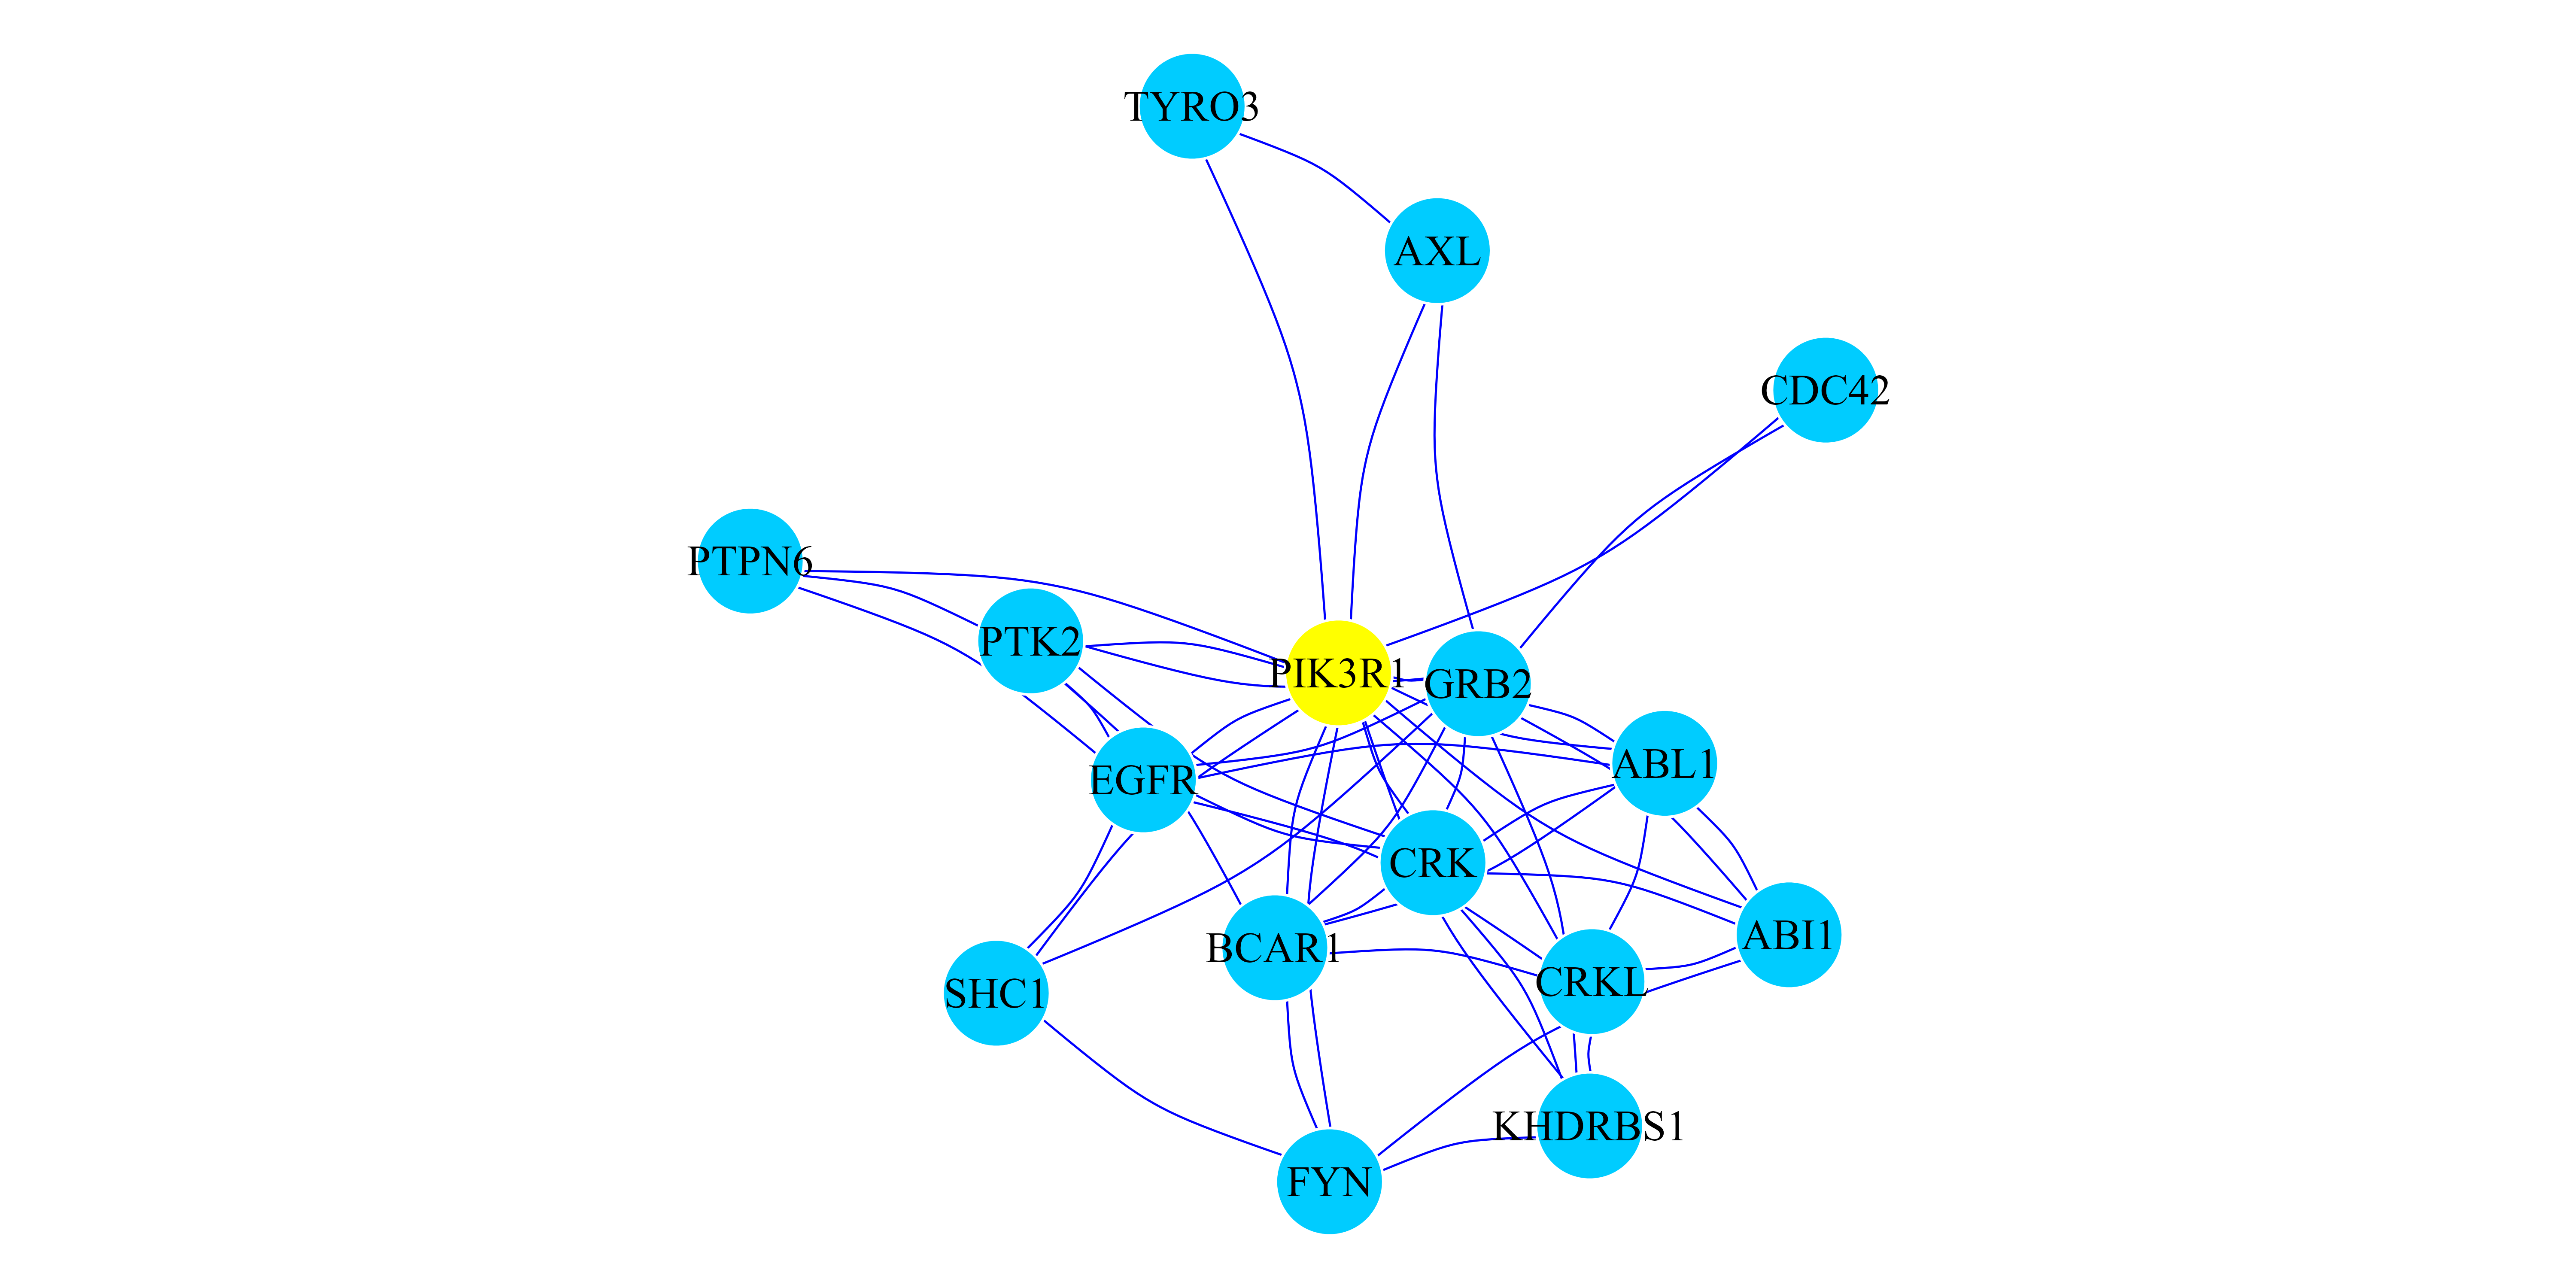 TYRO3
AXL
CDC42
PTPN6
PTK2
PIK3R1
GRB2
ABL1
EGFR
CRK
ABI1
BCAR1
CRKL
SHC1
KHDRBS1
FYN